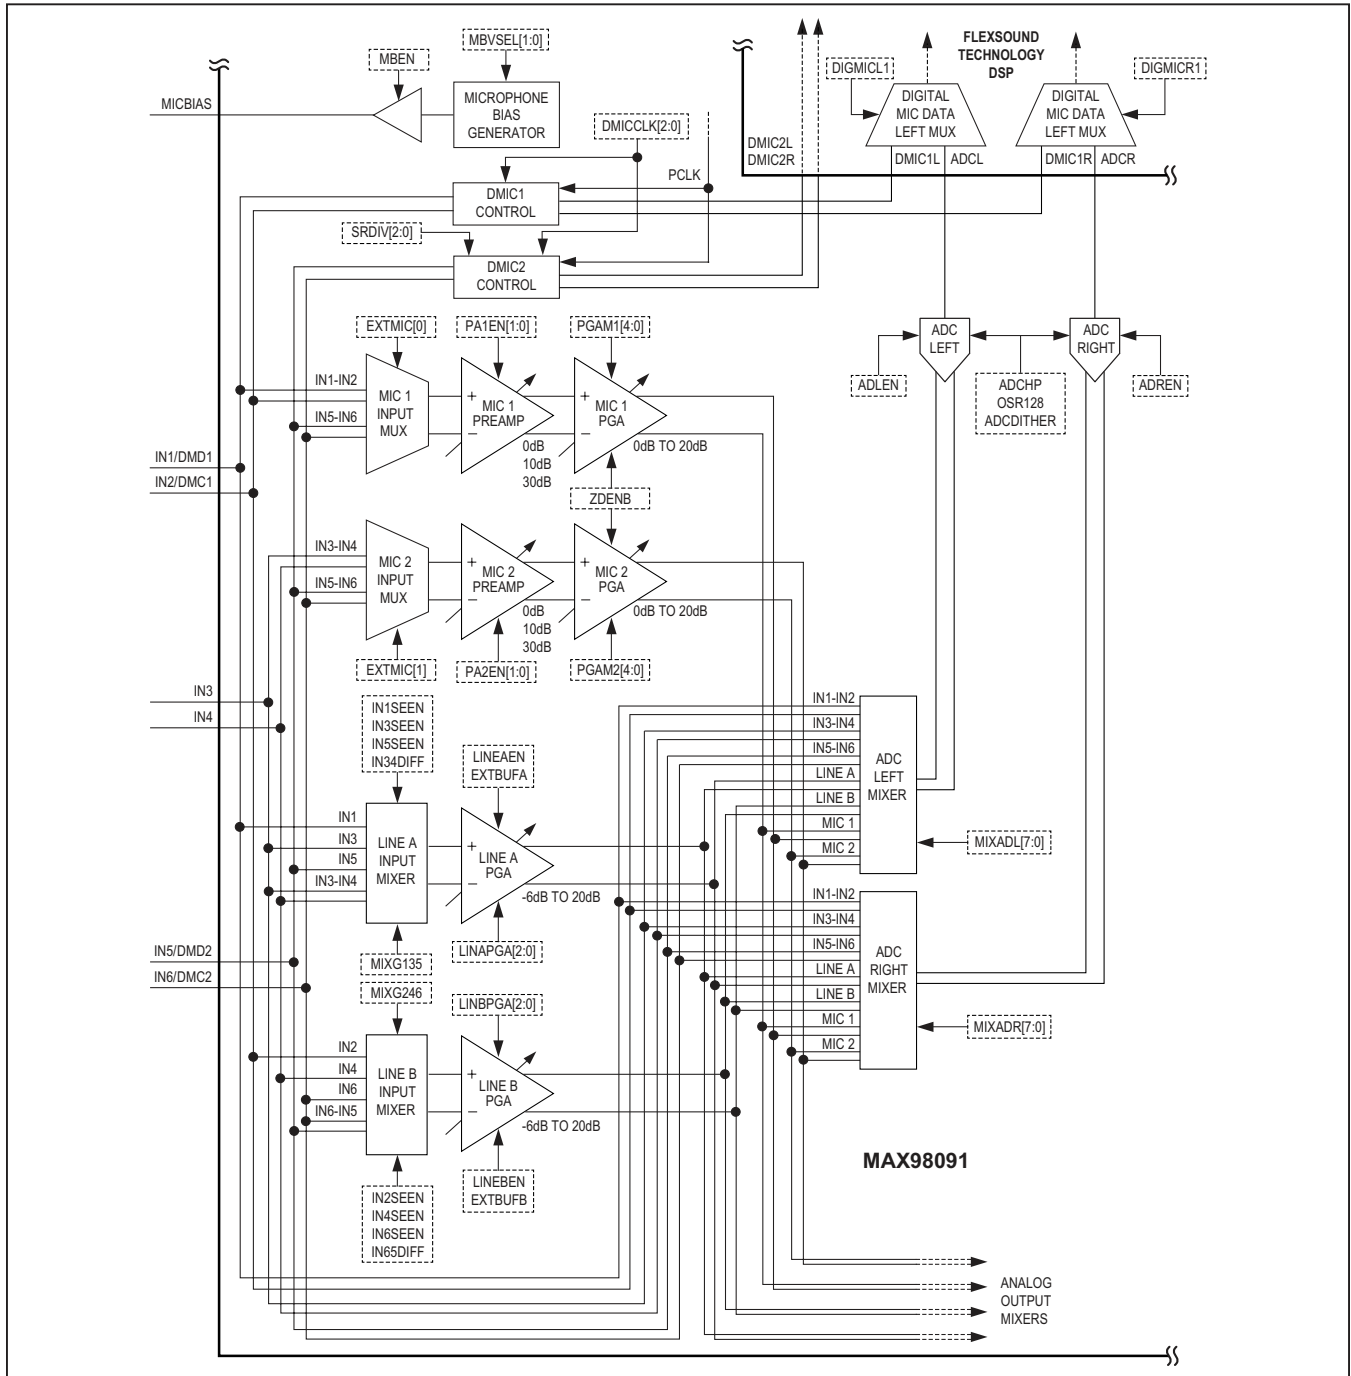 MBVSEL[1:0]
MBEN
MICBIAS
MICROPHONE
BIAS
GENERATOR
DMICCLK[2:0]
PCLK
DMIC1
CONTROL
SRDIV[2:0]
DMIC2
CONTROL
DMIC2L
DMIC2R
FLEXSOUND
TECHNOLOGY
DSP
DIGMICL1
DIGITAL
MIC DATA
LEFT MUX
DMIC1L
ADCL
DIGMICR1
DIGITAL
MIC DATA
LEFT MUX
DMIC1R
ADCR
ADC
LEFT
ADC
RIGHT
ADLEN
ADCHP
OSR128
ADCDITHER
ADREN
EXTMIC[0]
PA1EN[1:0]
PGAM1[4:0]
IN1-IN2
IN5-IN6
MIC 1
INPUT
MUX
+
−
MIC 1
PREAMP
0dB
10dB
30dB
+
−
MIC 1
PGA
0dB TO 20dB
IN1/DMD1
IN2/DMC1
ZDENB
IN3-IN4
IN5-IN6
MIC 2
INPUT
MUX
+
−
MIC 2
PREAMP
0dB
10dB
30dB
+
−
MIC 2
PGA
0dB TO 20dB
EXTMIC[1]
PA2EN[1:0]
PGAM2[4:0]
IN3
IN4
IN1SEEN
IN3SEEN
IN5SEEN
IN34DIFF
LINEAEN
EXTBUFA
IN1
IN3
IN5
IN3-IN4
LINE A
INPUT
MIXER
+
−
LINE A
PGA
-6dB TO 20dB
MIXG135
LINAPGA[2:0]
IN5/DMD2
IN6/DMC2
MIXG246
LINBPGA[2:0]
IN2
IN4
IN6
IN6-IN5
LINE B
INPUT
MIXER
+
−
LINE B
PGA
-6dB TO 20dB
IN2SEEN
IN4SEEN
IN6SEEN
IN65DIFF
LINEBEN
EXTBUFB
IN1-IN2
IN3-IN4
IN5-IN6
LINE A
LINE B
MIC 1
MIC 2
ADC
LEFT
MIXER
MIXADL[7:0]
IN1-IN2
IN3-IN4
IN5-IN6
LINE A
LINE B
MIC 1
MIC 2
ADC
RIGHT
MIXER
MIXADR[7:0]
MAX98091
ANALOG
OUTPUT
MIXERS